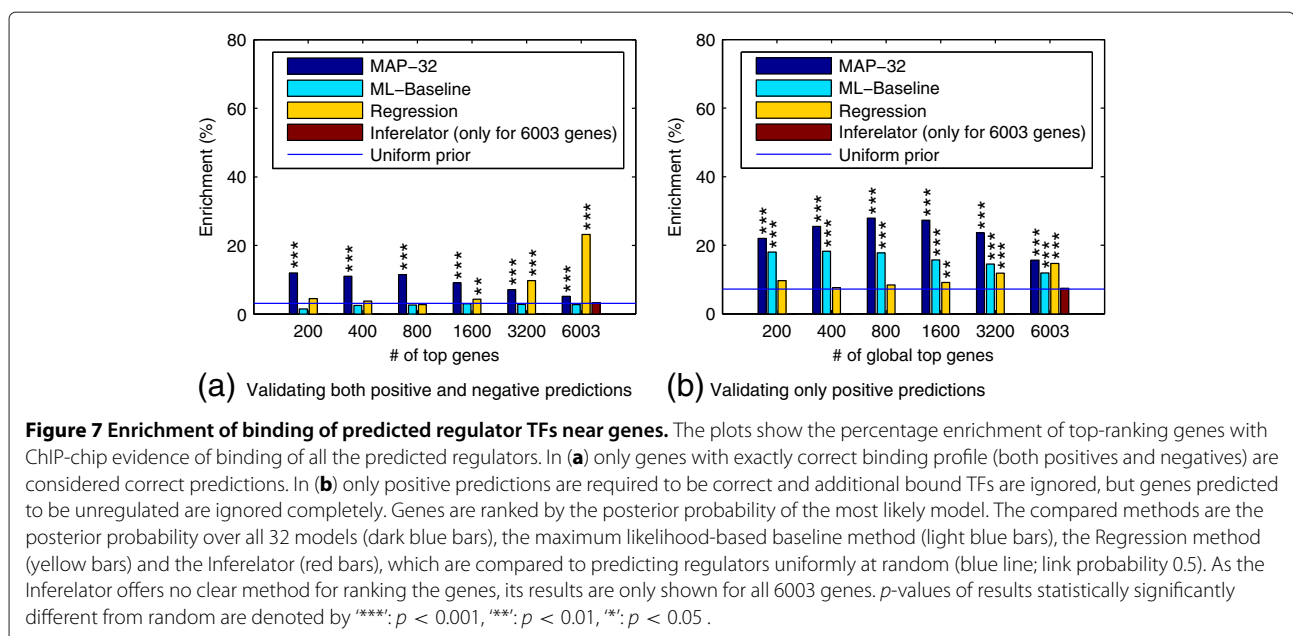 80
60
40
20
0
Enrichment (%)
MAP−32
ML−Baseline
Regression
Inferelator (only for 6003 genes)
Uniform prior
*** *** *** *** ** *** *** *** ***
200 400 800 1600 3200 6003
# of top genes
(a) Validating both positive and negative predictions
80
60
40
20
0
Enrichment (%)
MAP−32
ML−Baseline
Regression
Inferelator (only for 6003 genes)
Uniform prior
*** *** *** *** *** *** *** *** ** *** *** *** *** *** ***
200 400 800 1600 3200 6003
# of global top genes
(b) Validating only positive predictions
Figure 7 Enrichment of binding of predicted regulator TFs near genes. The plots show the percentage enrichment of top-ranking genes with
ChIP-chip evidence of binding of all the predicted regulators. In (a) only genes with exactly correct binding profile (both positives and negatives) are
considered correct predictions. In (b) only positive predictions are required to be correct and additional bound TFs are ignored, but genes predicted
to be unregulated are ignored completely. Genes are ranked by the posterior probability of the most likely model. The compared methods are the
posterior probability over all 32 models (dark blue bars), the maximum likelihood-based baseline method (light blue bars), the Regression method
(yellow bars) and the Inferelator (red bars), which are compared to predicting regulators uniformly at random (blue line; link probability 0.5). As the
Inferelator offers no clear method for ranking the genes, its results are only shown for all 6003 genes. p-values of results statistically significantly
different from random are denoted by ‘***’: p < 0.001, ‘**’: p < 0.01, ‘*’: p < 0.05 .